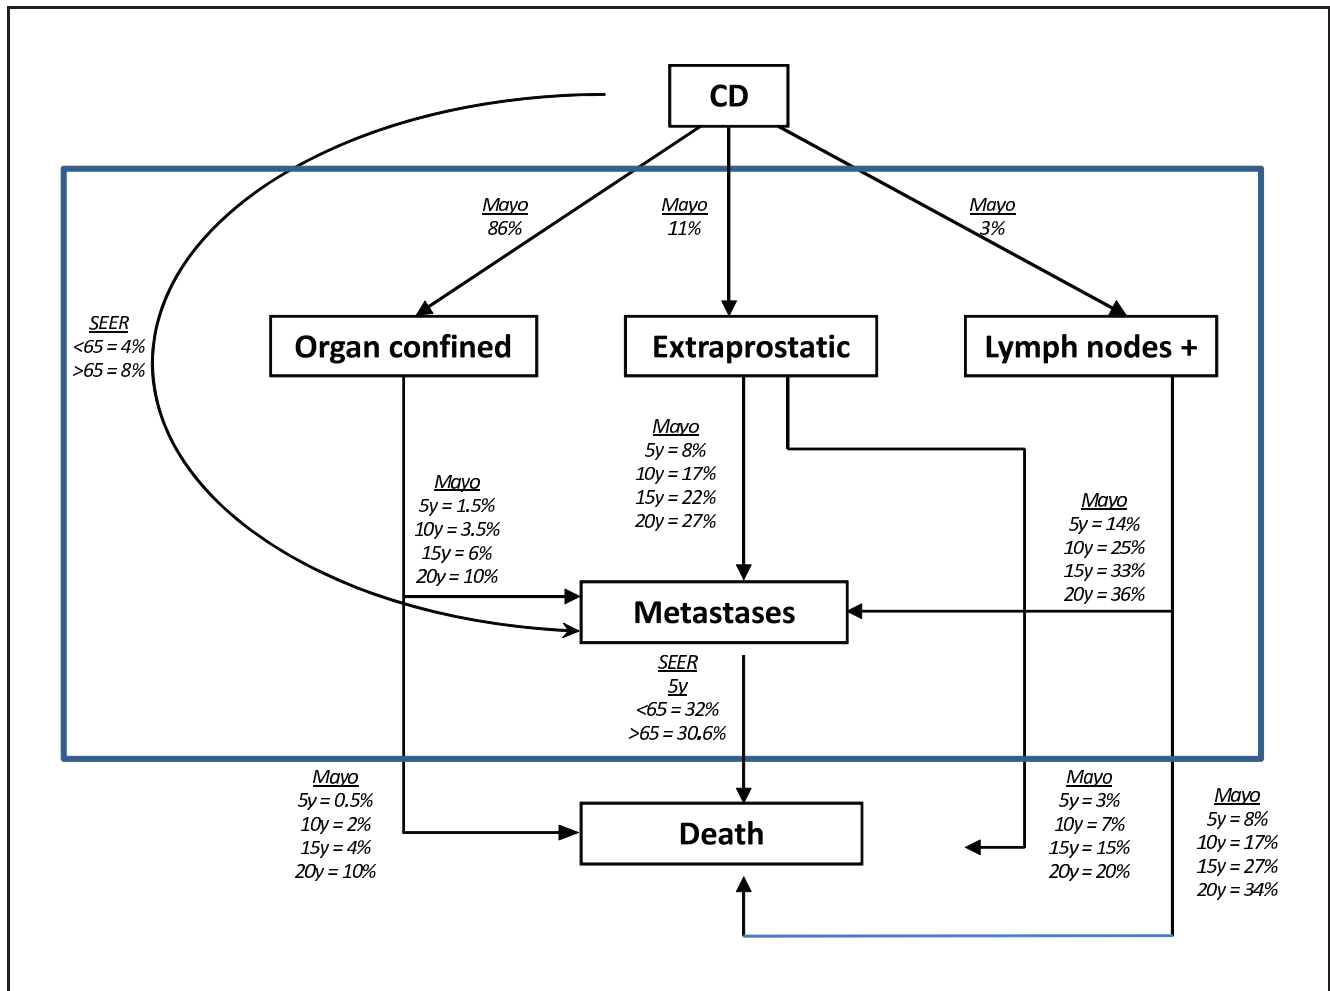 CD
Mayo
86%
Mayo
11%
Mayo
3%
SEER
<65 = 4%
>65 = 8%
Organ confined
Extraprostatic
Lymph nodes +
Mayo
5y = 1.5%
10y = 3.5%
15y = 6%
20y = 10%
Mayo
5y = 8%
10y = 17%
15y = 22%
20y = 27%
Mayo
5y = 14%
10y = 25%
15y = 33%
20y = 36%
Metastases
SEER
5y
<65 = 32%
>65 = 30.6%
Mayo
5y = 0.5%
10y = 2%
15y = 4%
20y = 10%
Death
Mayo
5y = 3%
10y = 7%
15y = 15%
20y = 20%
Mayo
5y = 8%
10y = 17%
15y = 27%
20y = 34%